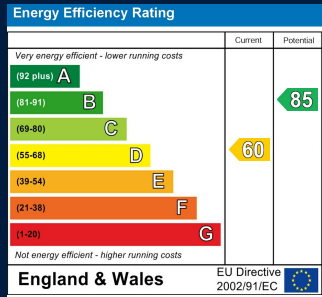 Energy Efficiency Rating
Current Potential
Very energy efficient - lower running costs
(92 plus) A
(81-91) B
85
(69-80) C
(55-68) D
60
(39-54) E
(21-38) F
(1-20) G
Not energy efficient - higher running costs
England & Wales
EU Directive
2002/91/EC